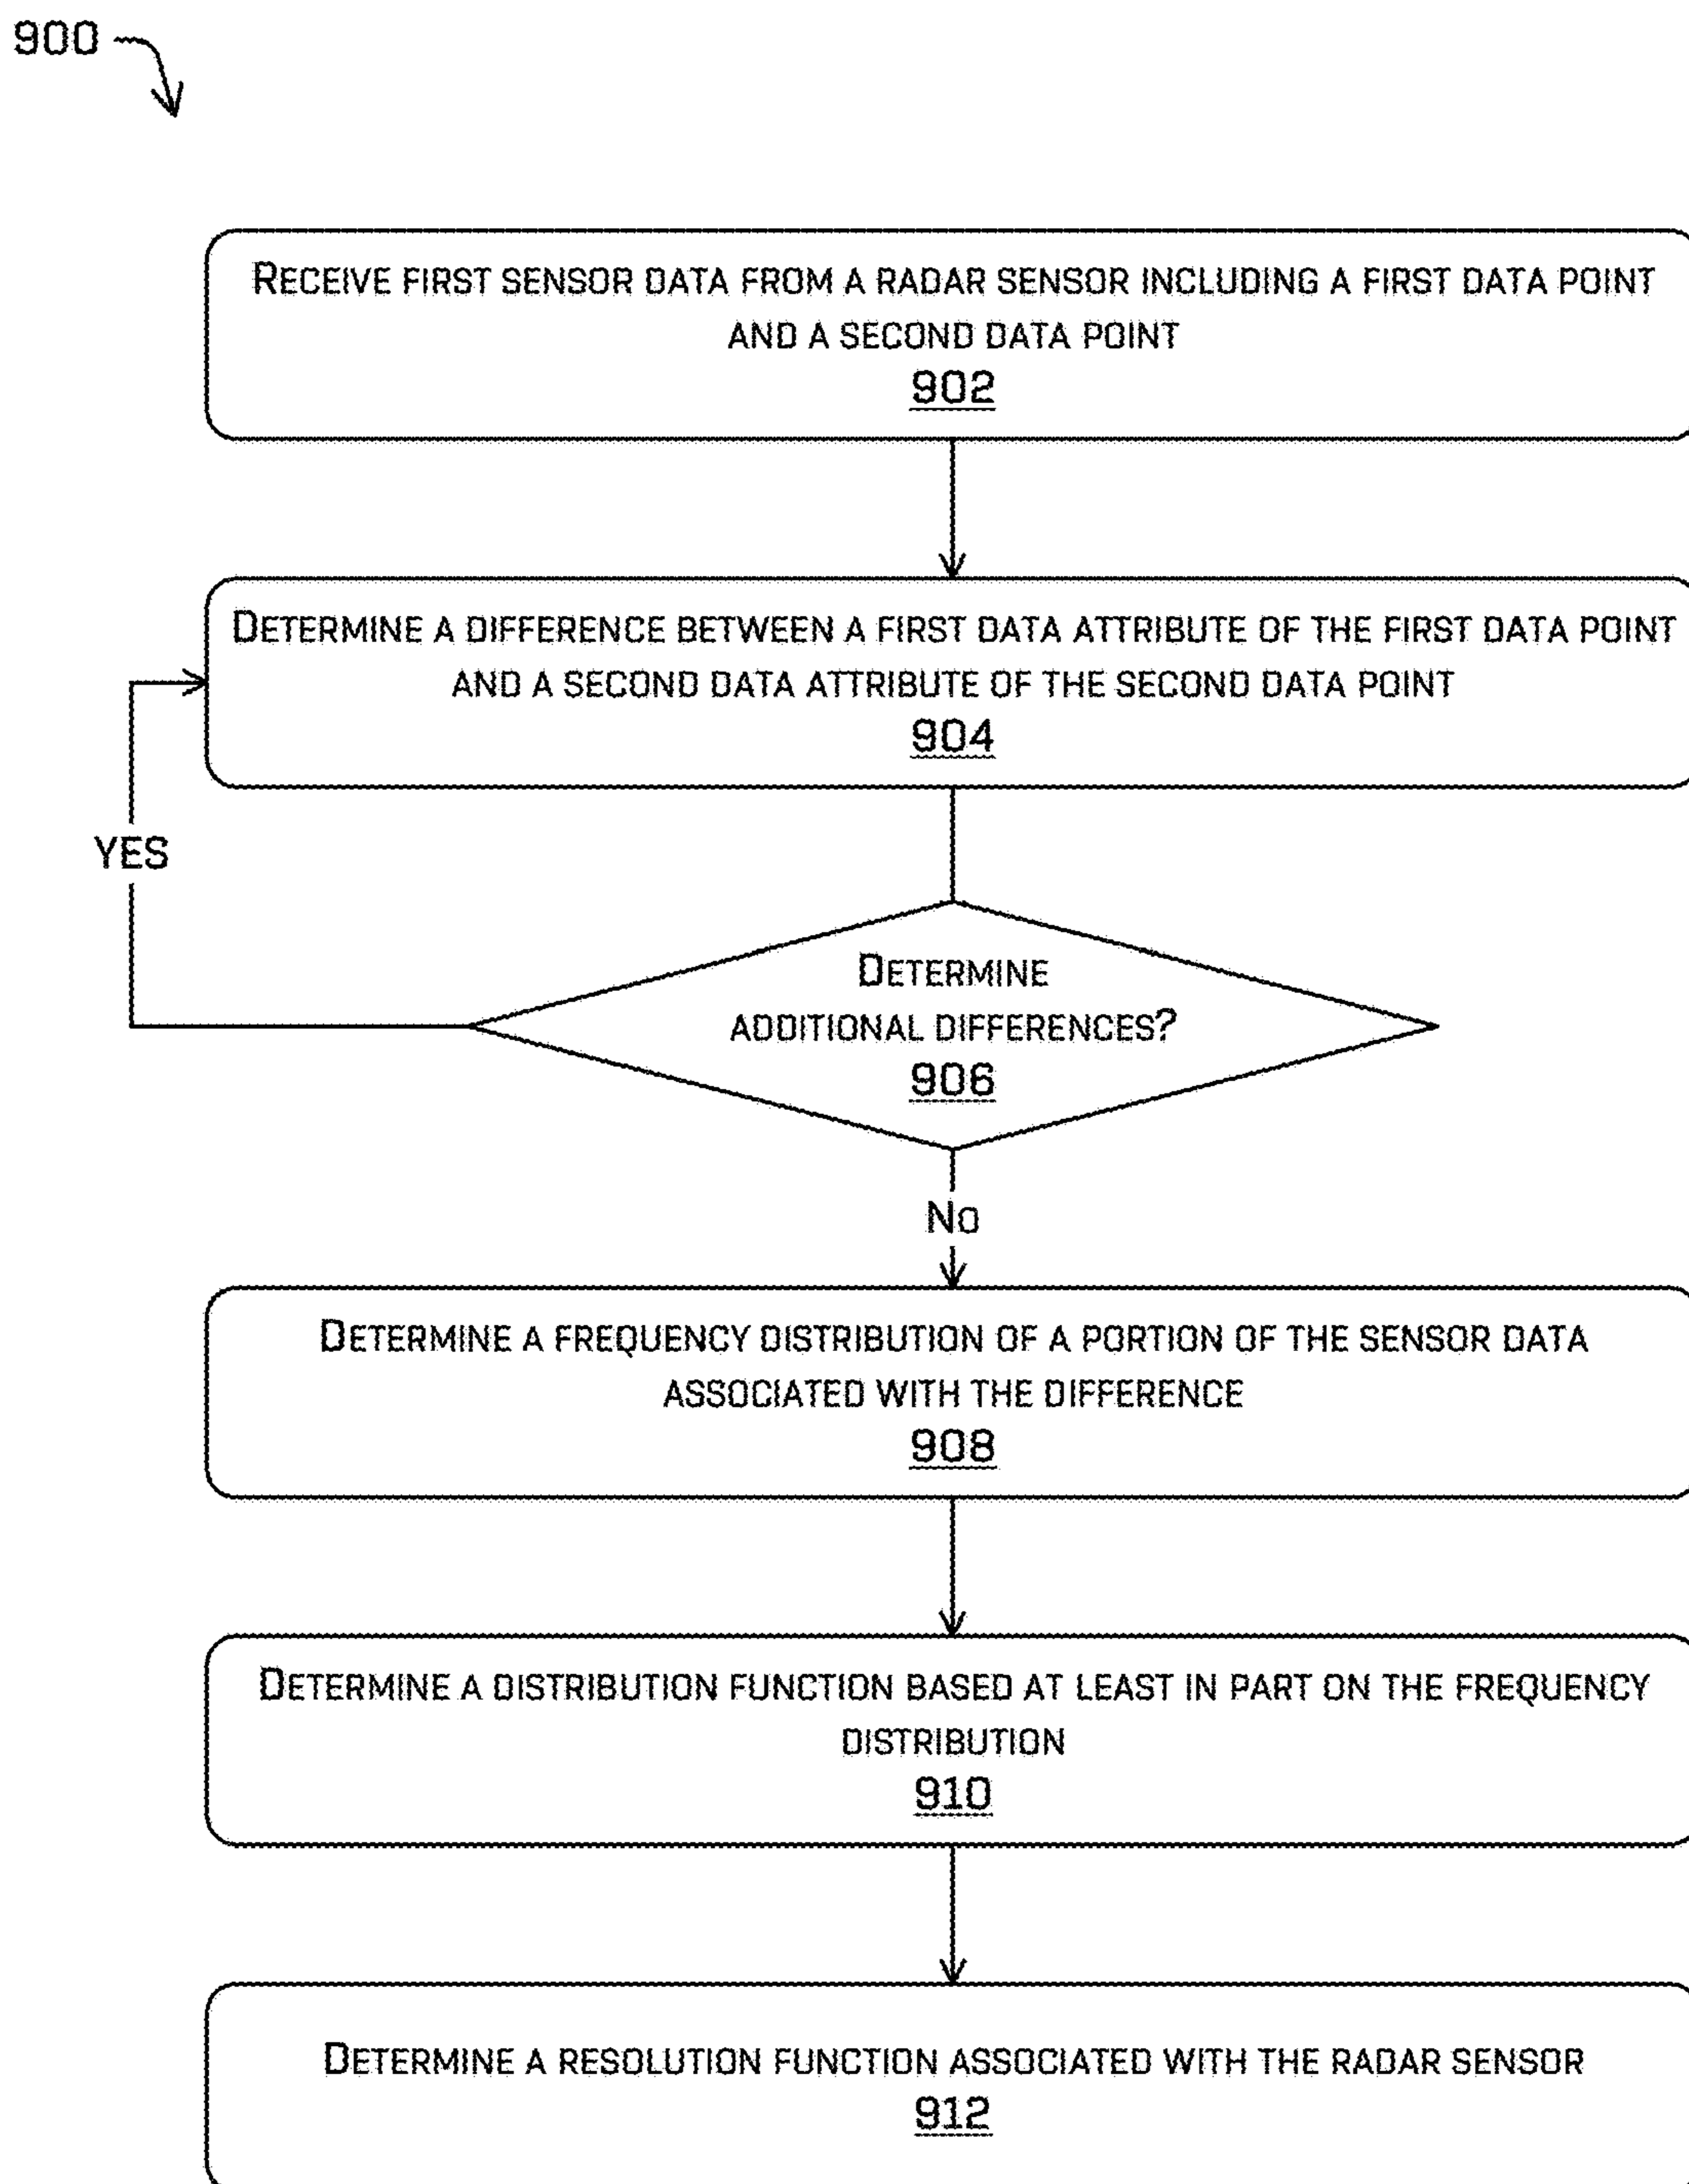 900
RECEIVE FIRST SENSOR DATA FROM A RADAR SENSOR INCLUDING A FIRST DATA POINT
AND A SECOND DATA POINT
902
DETERMINE A DIFFERENCE BETWEEN A FIRST DATA ATTRIBUTE OF THE FIRST DATA POINT
AND A SECOND DATA ATTRIBUTE OF THE SECOND DATA POINT
904
YES
DETERMINE
ADDITIONAL DIFFERENCES?
906
NO
DETERMINE A FREQUENCY DISTRIBUTION OF A PORTION OF THE SENSOR DATA
ASSOCIATED WITH THE DIFFERENCE
908
DETERMINE A DISTRIBUTION FUNCTION BASED AT LEAST IN PART ON THE FREQUENCY
DISTRIBUTION
910
DETERMINE A RESOLUTION FUNCTION ASSOCIATED WITH THE RADAR SENSOR
912